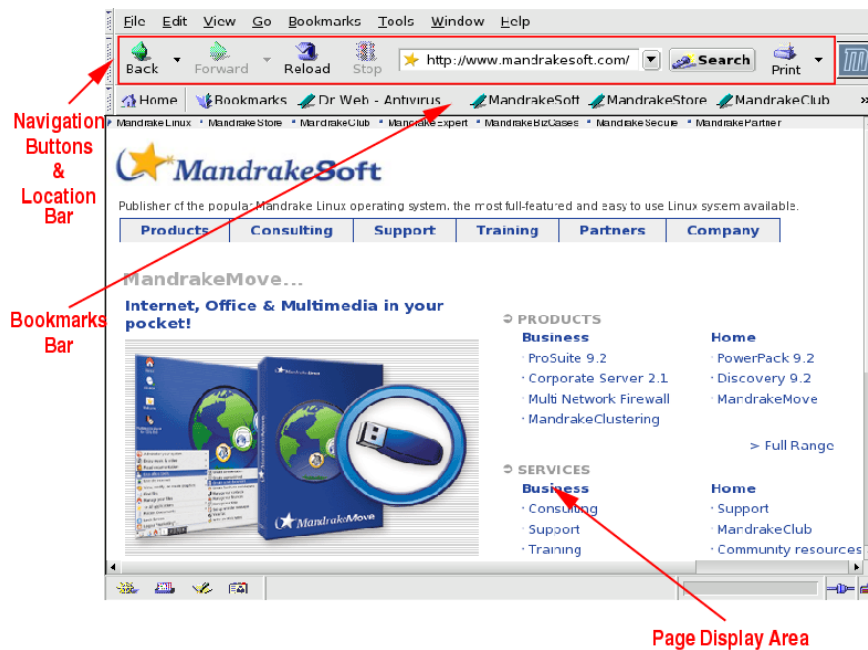 File Edit View Go Bookmarks Tools Window Help
Back Forward Reload Stop http://www.mandrakesoft.com/ Search Print
Home Bookmarks Dr Web - Antivirus MandrakeSoft MandrakeStore MandrakeClub »
Navigation Buttons & Location Bar
MandrakeLinux MandrakeStore MandrakeClub MandrakeExpert MandrakeBizCases MandrakeSecure MandrakePartner
MandrakeSoft
Publisher of the popular Mandrake Linux operating system, the most full-featured and easy to use Linux system available.
Products Consulting Support Training Partners Company
MandrakeMove...
Internet, Office & Multimedia in your
pocket!
Bookmarks
Bar
MandrakeMove
PRODUCTS
Business Home
· ProSuite 9.2 · PowerPack 9.2
· Corporate Server 2.1 · Discovery 9.2
· Multi Network Firewall · MandrakeMove
· MandrakeClustering
> Full Range
SERVICES
Business Home
· Consulting · Support
· Support · MandrakeClub
· Training · Community resources
Page Display Area